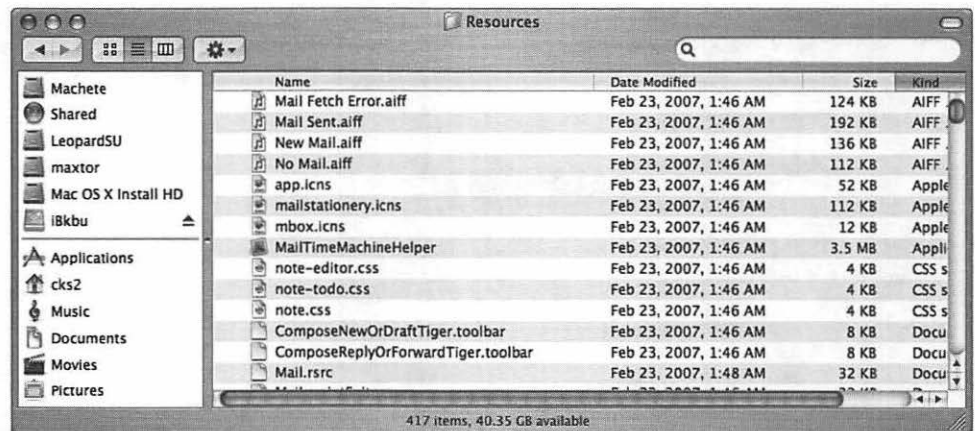 Resources
Machete
Shared
LeopardSU
maxtor
Mac OS X Install HD
iBkbu
Applications
cks2
Music
Documents
Movies
Pictures
Name Date Modified Size Kind
Mail Fetch Error.aiff Feb 23, 2007, 1:46 AM 124 KB AIFF
Mail Sent.aiff Feb 23, 2007, 1:46 AM 192 KB AIFF
New Mail.aiff Feb 23, 2007, 1:46 AM 136 KB AIFF
No Mail.aiff Feb 23, 2007, 1:46 AM 112 KB AIFF
app.icns Feb 23, 2007, 1:46 AM 52 KB Apple
mailstationery.icns Feb 23, 2007, 1:46 AM 112 KB Apple
mbox.icns Feb 23, 2007, 1:46 AM 12 KB Apple
MailTimeMachineHelper Feb 23, 2007, 1:46 AM 3.5 MB Appli
note-editor.css Feb 23, 2007, 1:46 AM 4 KB CSS s
note-todo.css Feb 23, 2007, 1:46 AM 4 KB CSS s
note.css Feb 23, 2007, 1:46 AM 4 KB CSS s
ComposeNewOrDraftTiger.toolbar Feb 23, 2007, 1:46 AM 8 KB Docu
ComposeReplyOrForwardTiger.toolbar Feb 23, 2007, 1:46 AM 8 KB Docu
Mail.rsrc Feb 23, 2007, 1:48 AM 32 KB Docu
417 items, 40.35 GB available